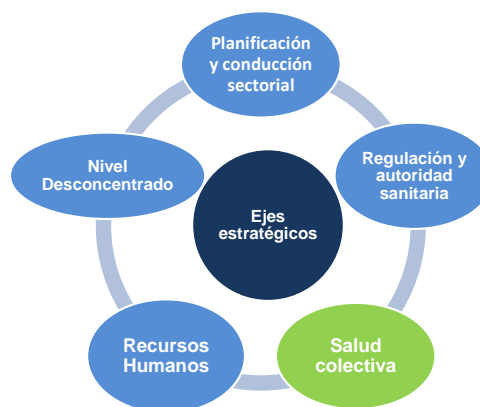 Planificación
y conducción
sectorial
Regulación y
autoridad
sanitaria
Salud
colectiva
Recursos
Humanos
Nivel
Desconcentrado
Ejes
estratégicos